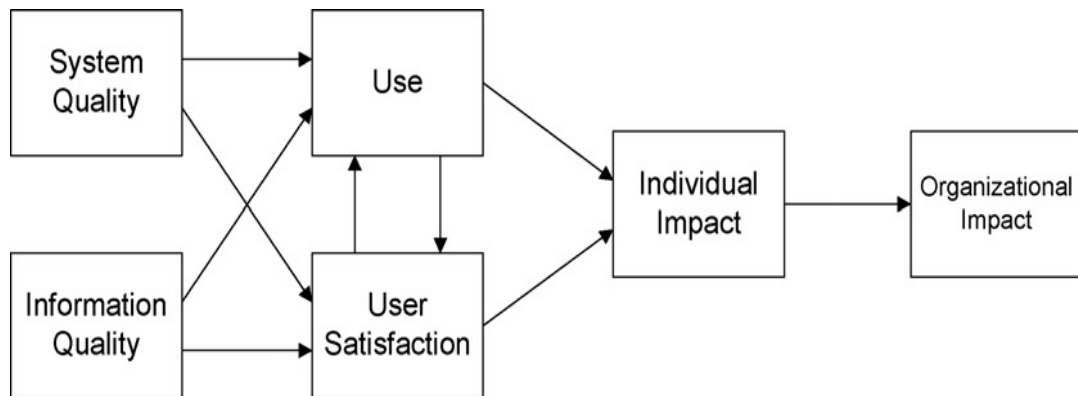 System
Quality
Use
Individual
Impact
Organizational
Impact
Information
Quality
User
Satisfaction